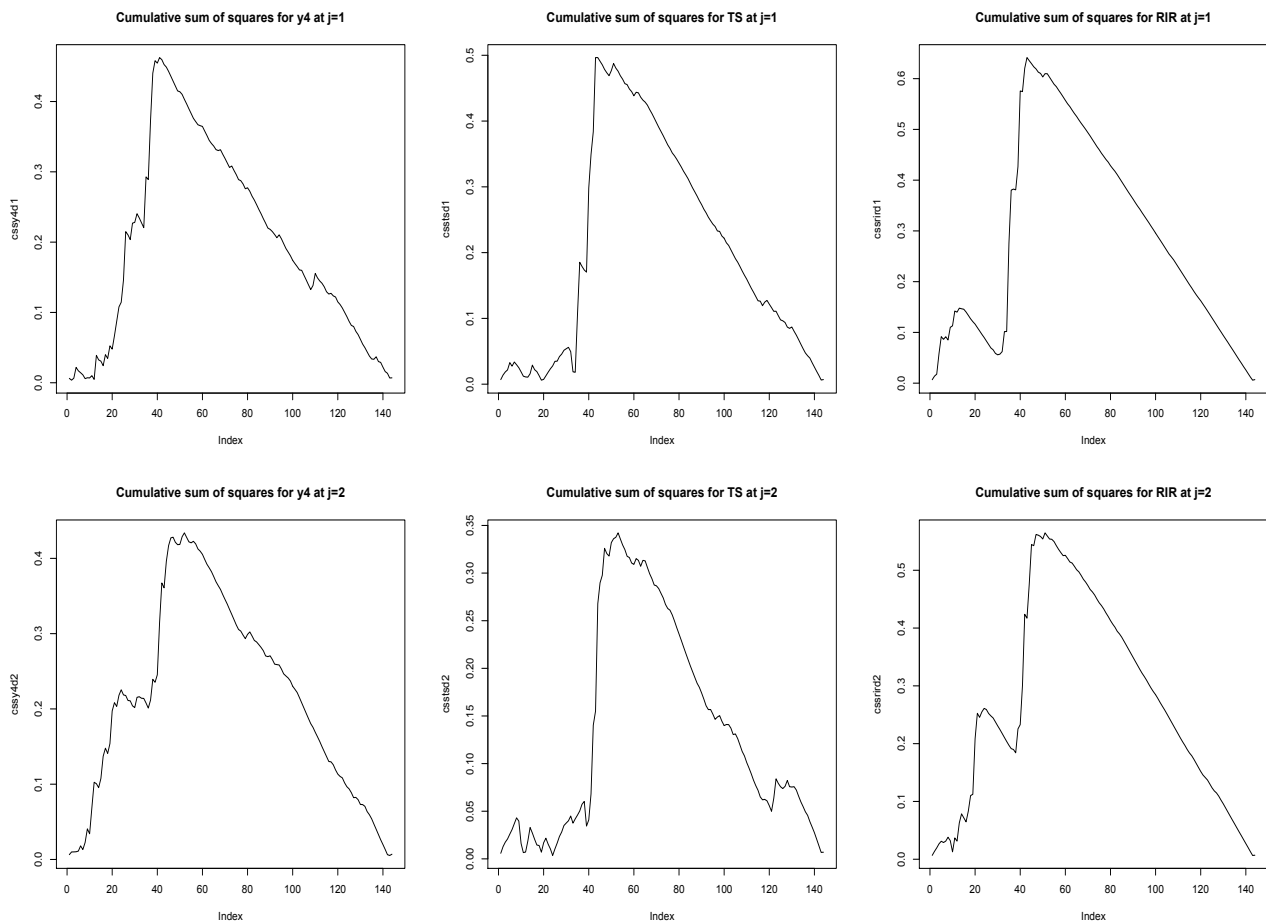 Cumulative sum of squares for y4 at j=1
cssy4d1
0.0 0.1 0.2 0.3 0.4
0 20 40 60 80 100 120 140
Index
Cumulative sum of squares for TS at j=1
csstsd1
0.0 0.1 0.2 0.3 0.4 0.5
0 20 40 60 80 100 120 140
Index
Cumulative sum of squares for RIR at j=1
cssrird1
0.0 0.1 0.2 0.3 0.4 0.5 0.6
0 20 40 60 80 100 120 140
Index
Cumulative sum of squares for y4 at j=2
cssy4d2
0.0 0.1 0.2 0.3 0.4
0 20 40 60 80 100 120 140
Index
Cumulative sum of squares for TS at j=2
csstsd2
0.00 0.05 0.10 0.15 0.20 0.25 0.30 0.35
0 20 40 60 80 100 120 140
Index
Cumulative sum of squares for RIR at j=2
cssrird2
0.0 0.1 0.2 0.3 0.4 0.5
0 20 40 60 80 100 120 140
Index